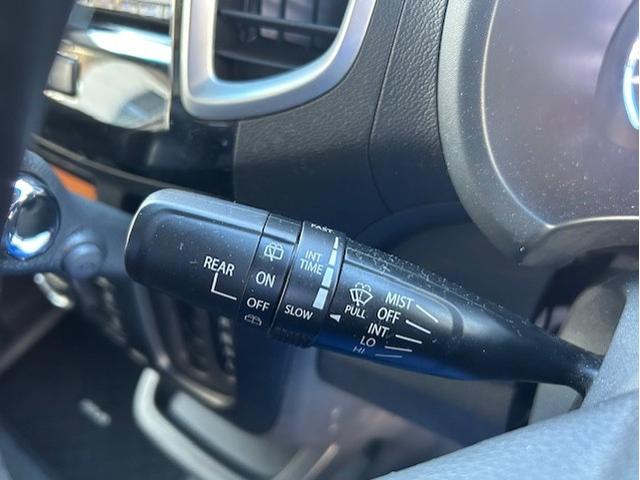 REAR
ON
OFF
FAST
INT
TIME
SLOW
PULL
MIST
OFF
INT
LO
HI